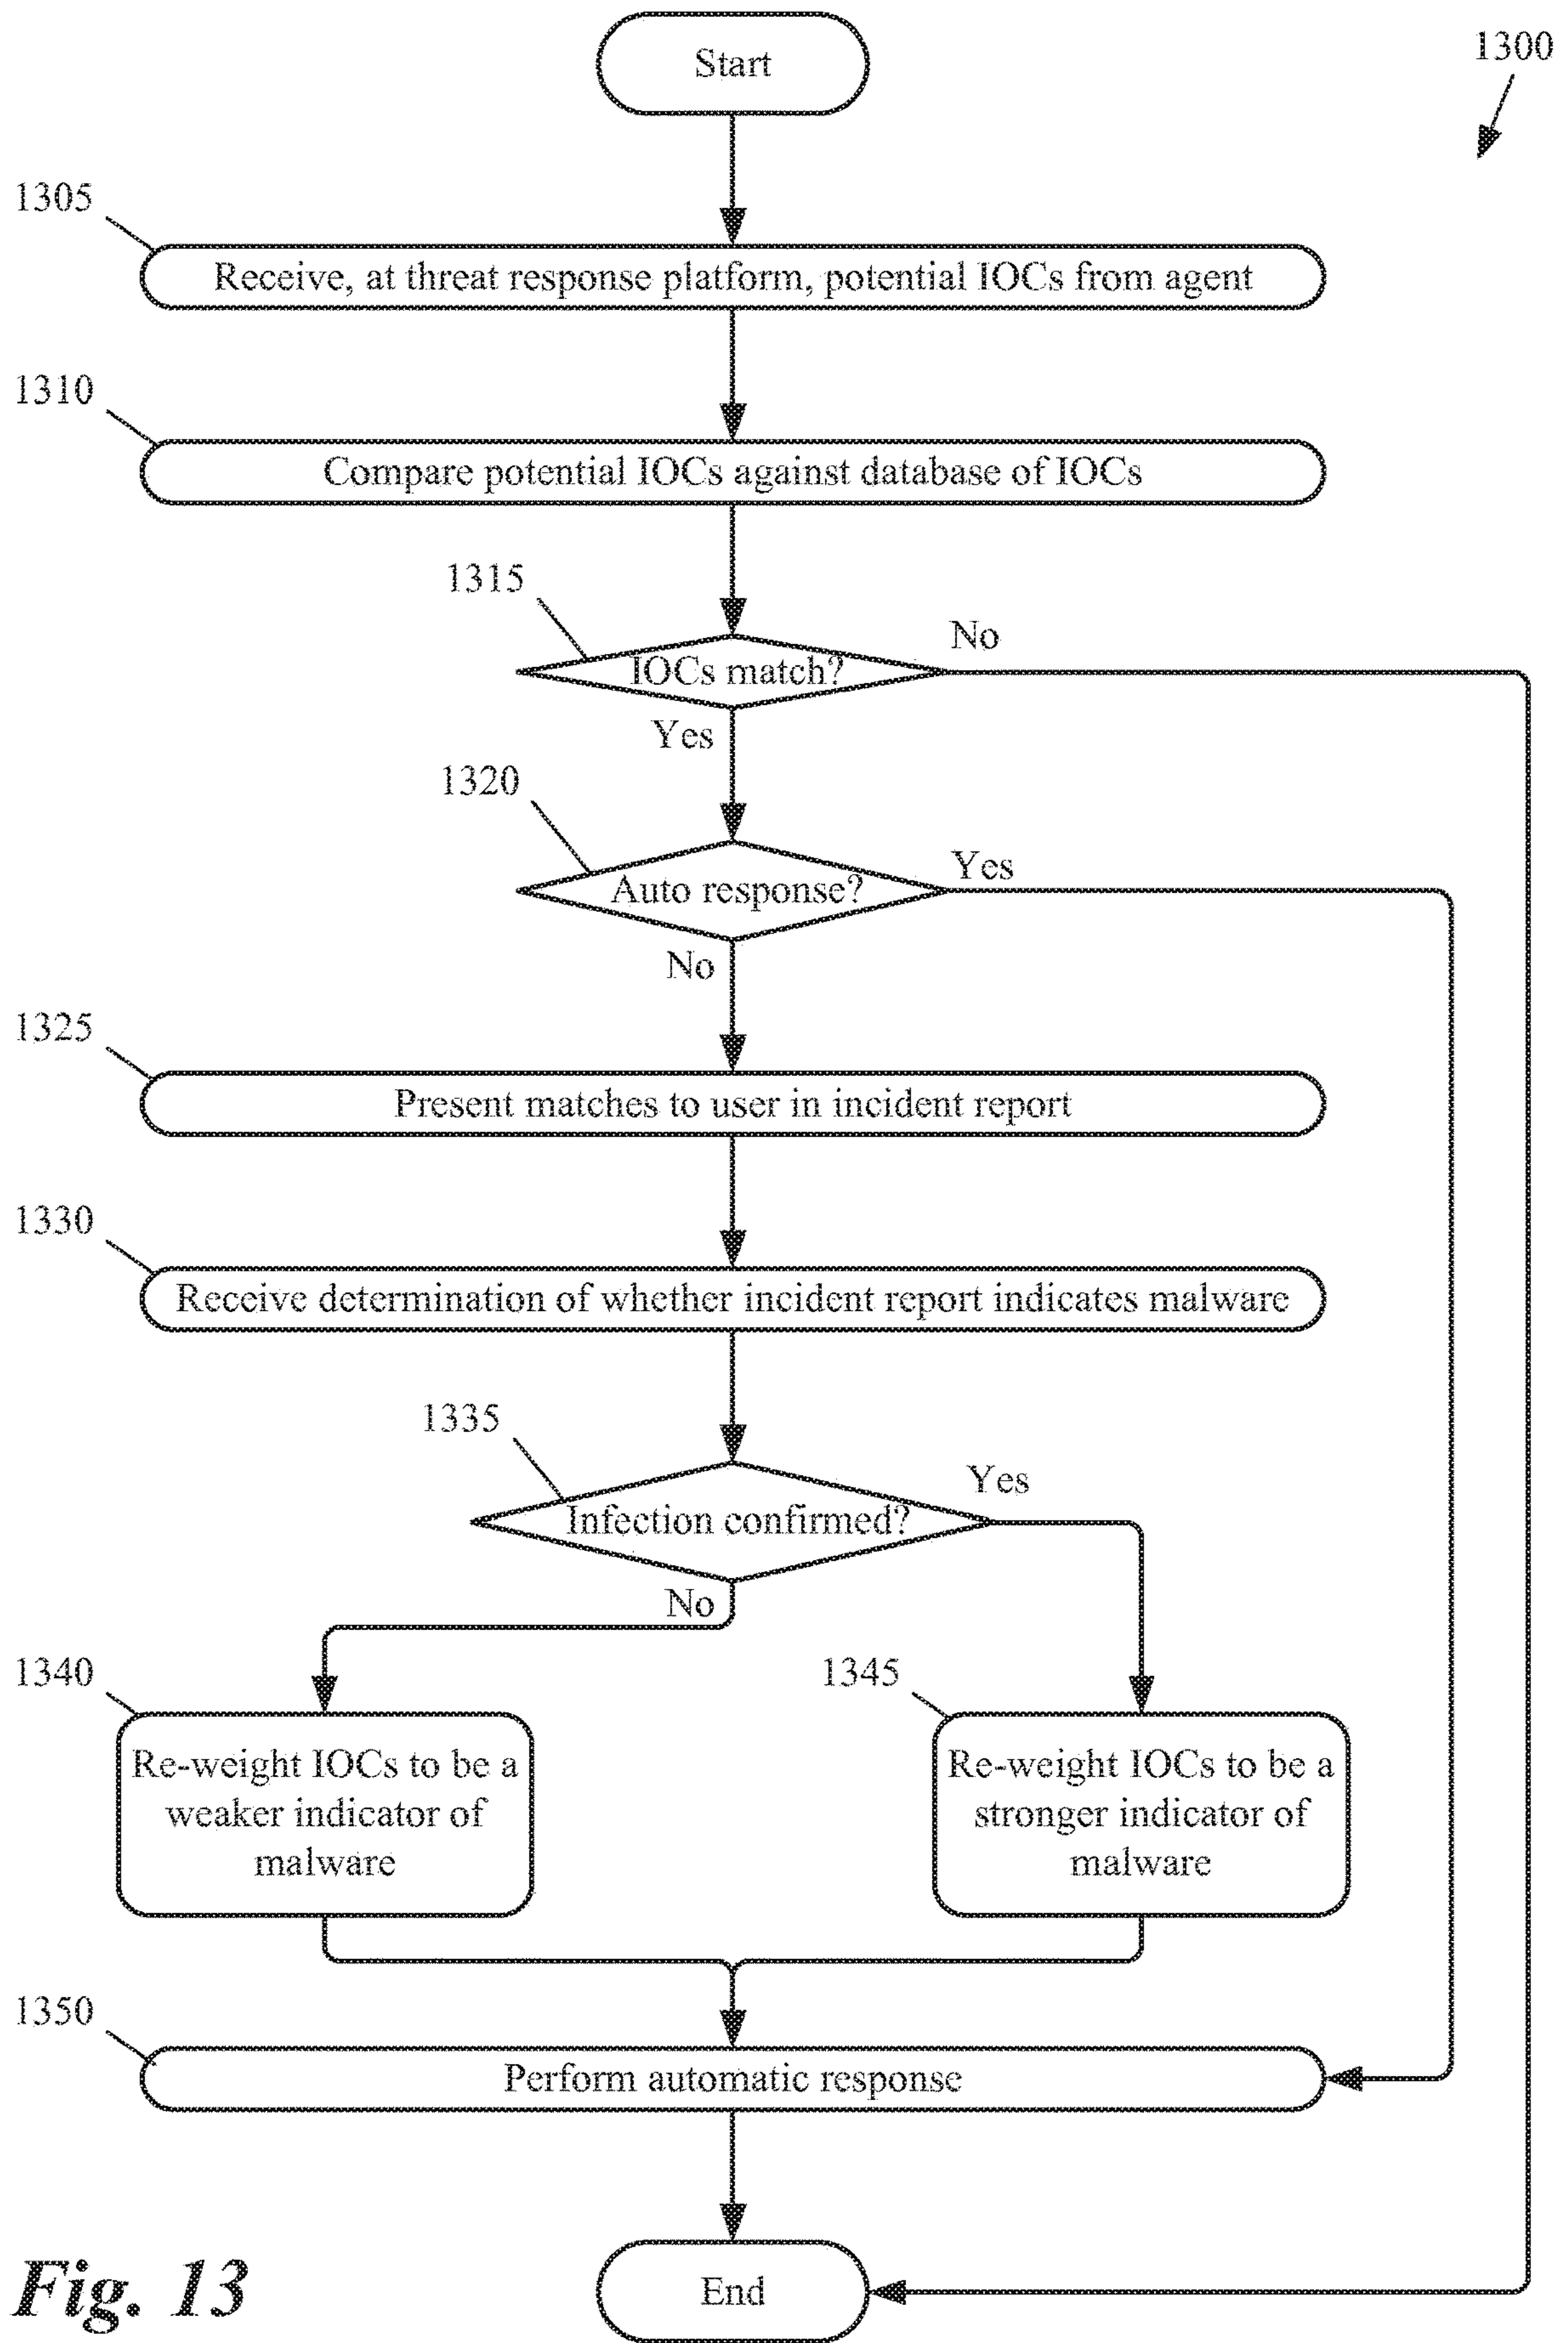 Start
1300
1305
Receive, at threat response platform, potential IOCs from agent
1310
Compare potential IOCs against database of IOCs
1315
No
IOCs match?
Yes
1320
Yes
Auto response?
No
1325
Present matches to user in incident report
1330
Receive determination of whether incident report indicates malware
1335
Yes
Infection confirmed?
No
1340
1345
Re-weight IOCs to be a
weaker indicator of
malware
Re-weight IOCs to be a
stronger indicator of
malware
1350
Perform automatic response
End
Fig. 13